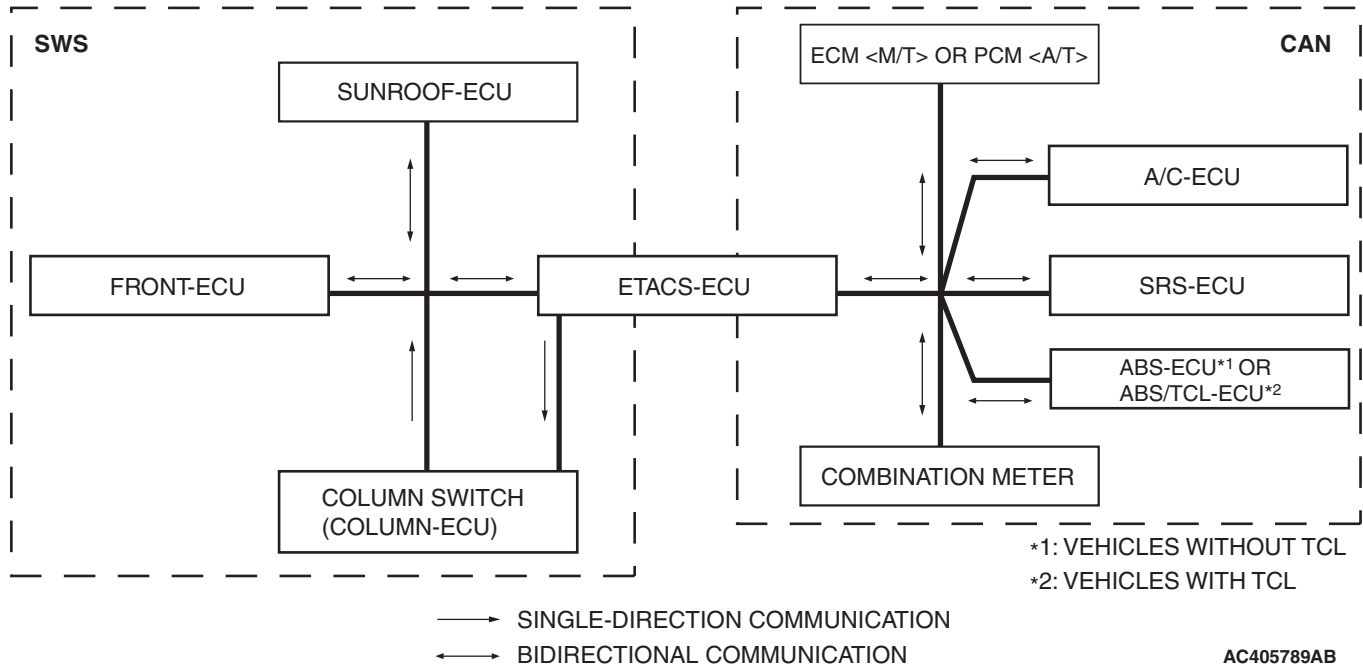 SWS
CAN
ECM <M/T> OR PCM <A/T>
SUNROOF-ECU
A/C-ECU
FRONT-ECU
ETACS-ECU
SRS-ECU
ABS-ECU*1 OR
ABS/TCL-ECU*2
COLUMN SWITCH
(COLUMN-ECU)
COMBINATION METER
*1: VEHICLES WITHOUT TCL
*2: VEHICLES WITH TCL
SINGLE-DIRECTION COMMUNICATION
BIDIRECTIONAL COMMUNICATION
AC405789AB